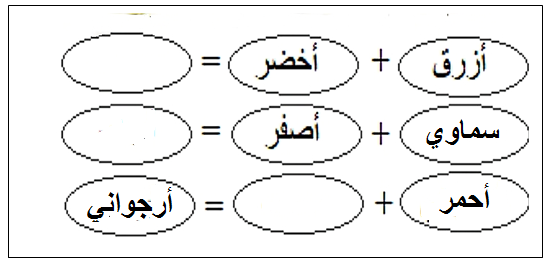 أزرق + أخضر =
سماوي + أصفر =
أحمر + = أرجواني